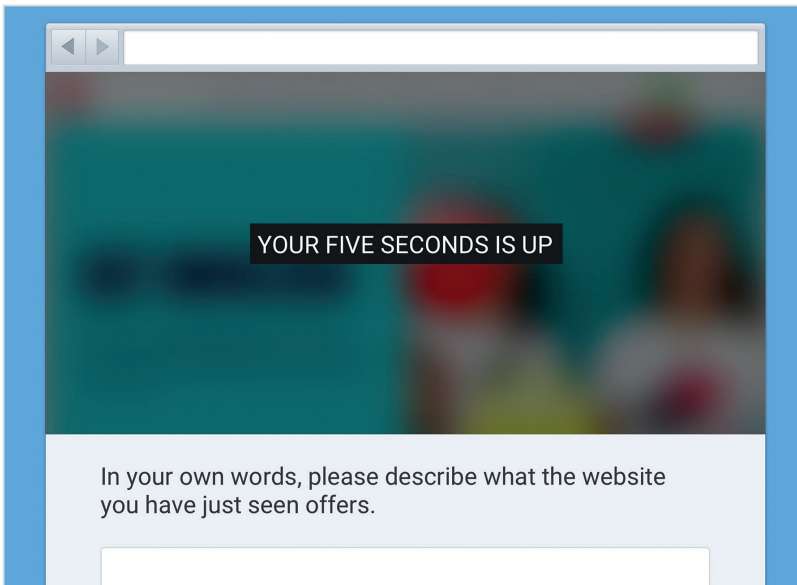 YOUR FIVE SECONDS IS UP
In your own words, please describe what the website
you have just seen offers.